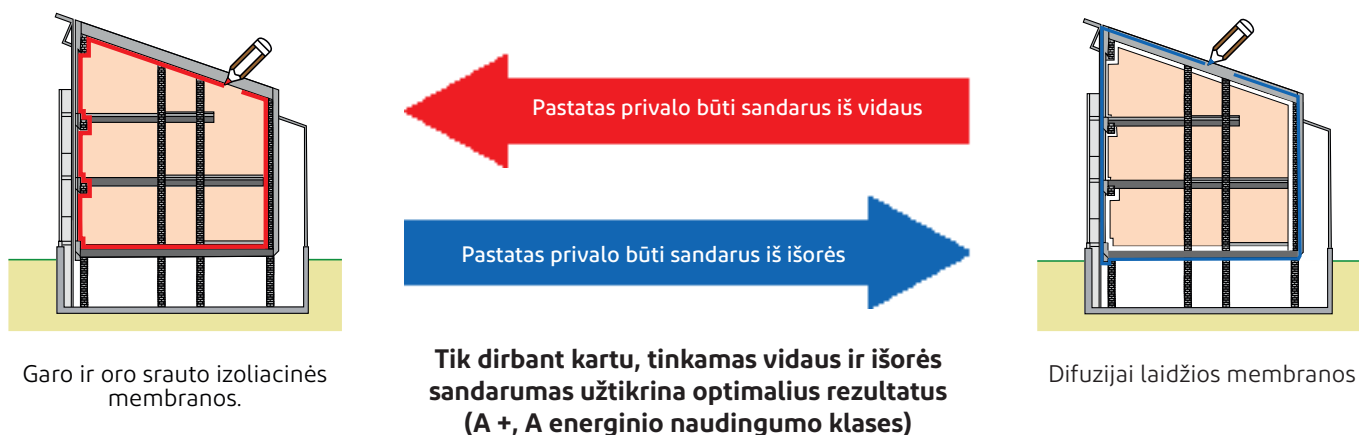 Pastatas privalo būti sandarus iš vidaus
Pastatas privalo būti sandarus iš išorės
Garo ir oro srauto izoliacinės
membranos.
Tik dirbant kartu, tinkamas vidaus ir išorės
sandarumas užtikrina optimalius rezultatus
(A +, A energinio naudingumo klases)
Difuzijai laidžios membranos